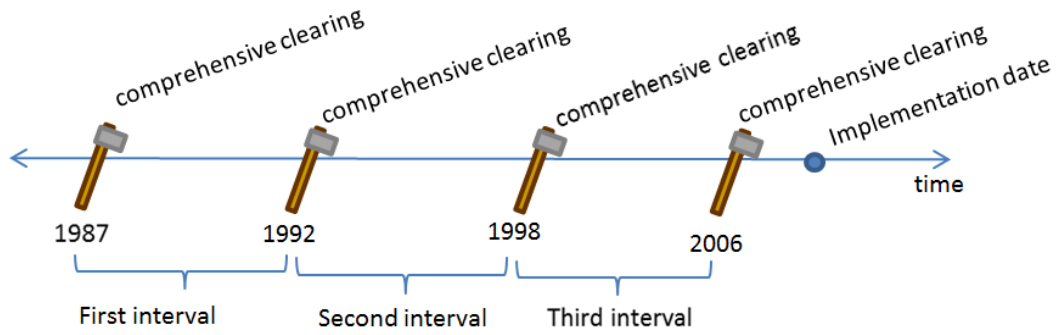 comprehensive clearing
comprehensive clearing
comprehensive clearing
comprehensive clearing
Implementation date
time
1987
1992
1998
2006
First interval
Second interval
Third interval